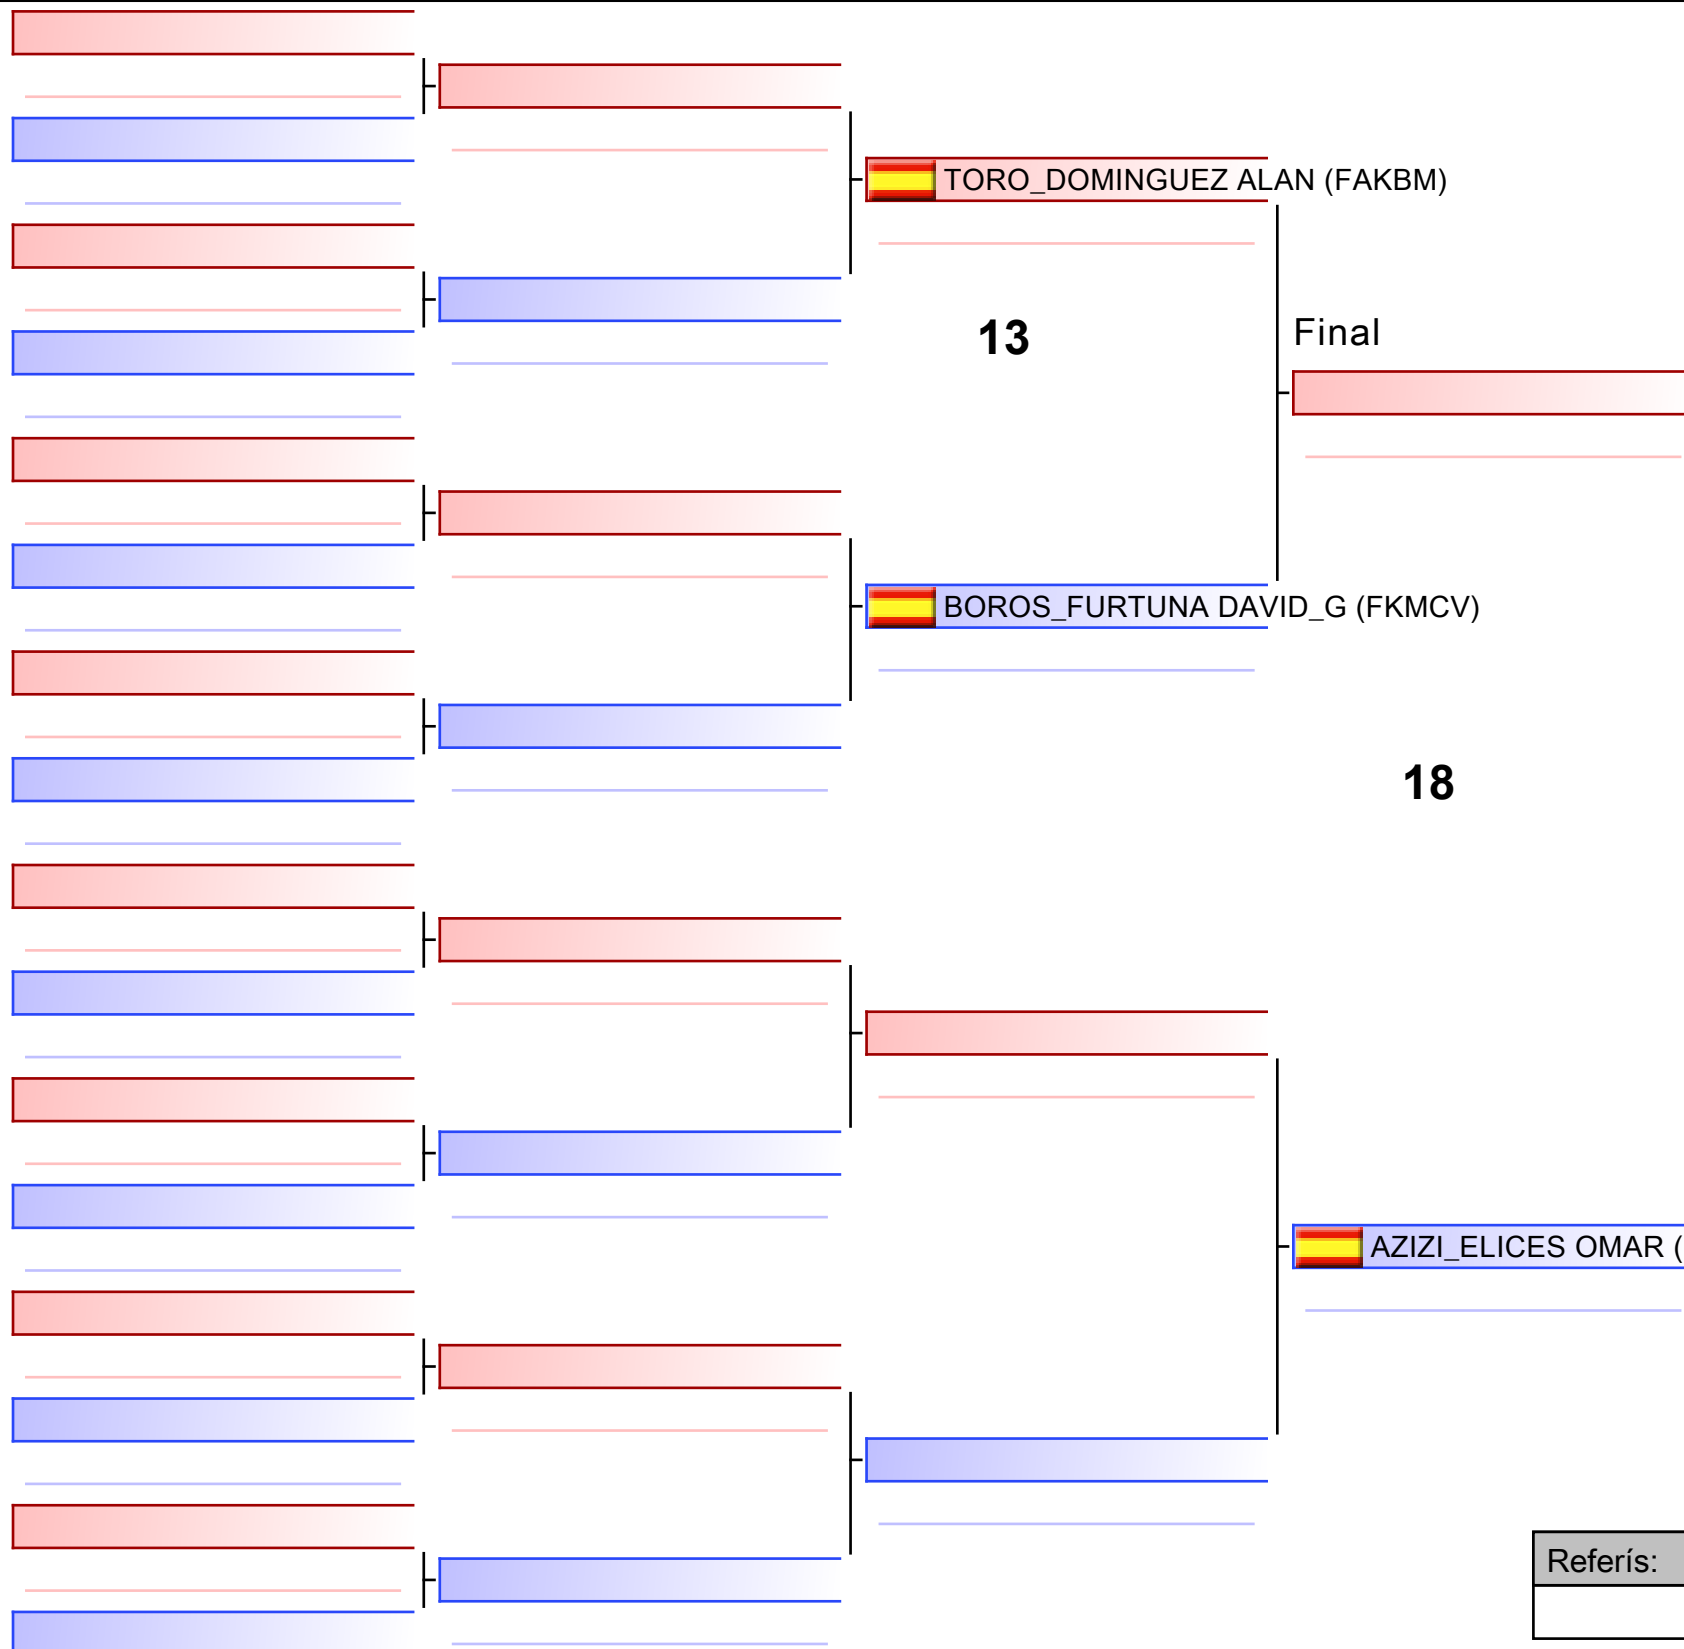 TORO_DOMINGUEZ ALAN (FAKBM)
13
Final
BOROS_FURTUNA DAVID_G (FKMCV)
18
AZIZI_ELICES OMAR (
Referís: